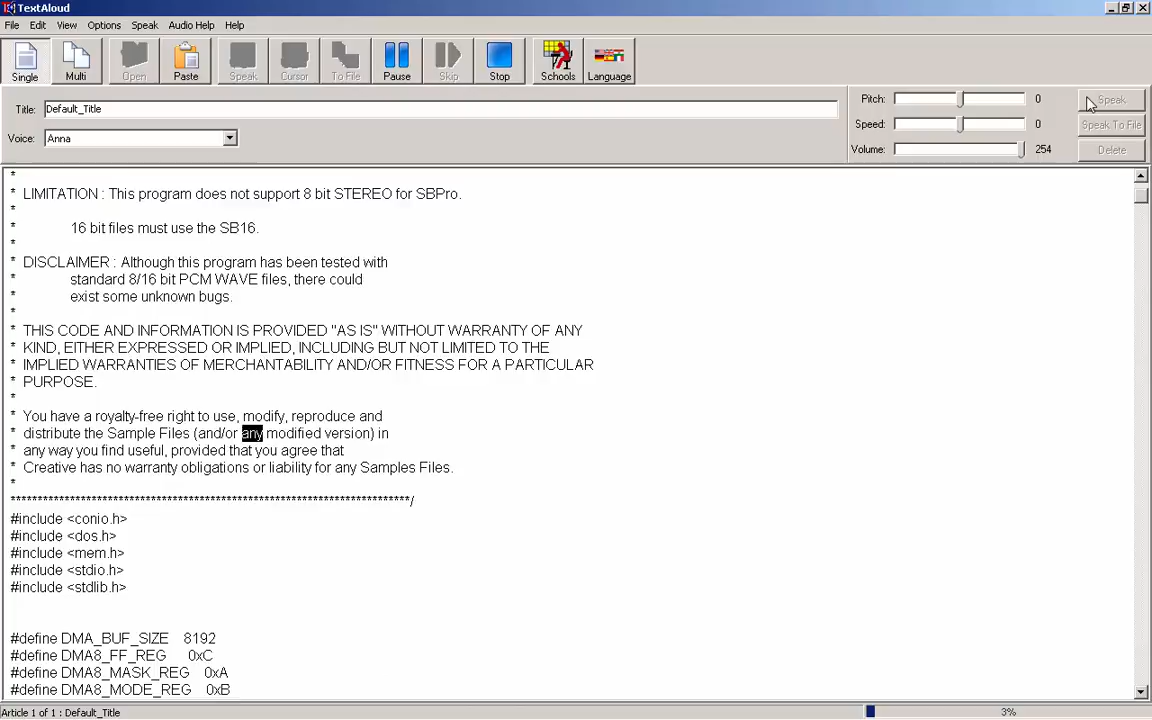 TextAloud
File Edit View Options Speak Audio Help Help
Single Multi Open Paste Speak Cursor To File Pause Skip Stop Schools Language
Title: Default_Title
Voice: Anna
Pitch: 0 Speak
Speed: 0 Speak To File
Volume: 254 Delete
*
* LIMITATION : This program does not support 8 bit STEREO for SBPro.
*
* 16 bit files must use the SB16.
*
* DISCLAIMER : Although this program has been tested with
* standard 8/16 bit PCM WAVE files, there could
* exist some unknown bugs.
*
* THIS CODE AND INFORMATION IS PROVIDED "AS IS" WITHOUT WARRANTY OF ANY
* KIND, EITHER EXPRESSED OR IMPLIED, INCLUDING BUT NOT LIMITED TO THE
* IMPLIED WARRANTIES OF MERCHANTABILITY AND/OR FITNESS FOR A PARTICULAR
* PURPOSE.
*
* You have a royalty-free right to use, modify, reproduce and
* distribute the Sample Files (and/or any modified version) in
* any way you find useful, provided that you agree that
* Creative has no warranty obligations or liability for any Samples Files.
*
**************************************************************************/
#include <conio.h>
#include <dos.h>
#include <mem.h>
#include <stdio.h>
#include <stdlib.h>
#define DMA_BUF_SIZE 8192
#define DMA8_FF_REG 0xC
#define DMA8_MASK_REG 0xA
#define DMA8_MODE_REG 0xB
Article 1 of 1 : Default_Title 3%